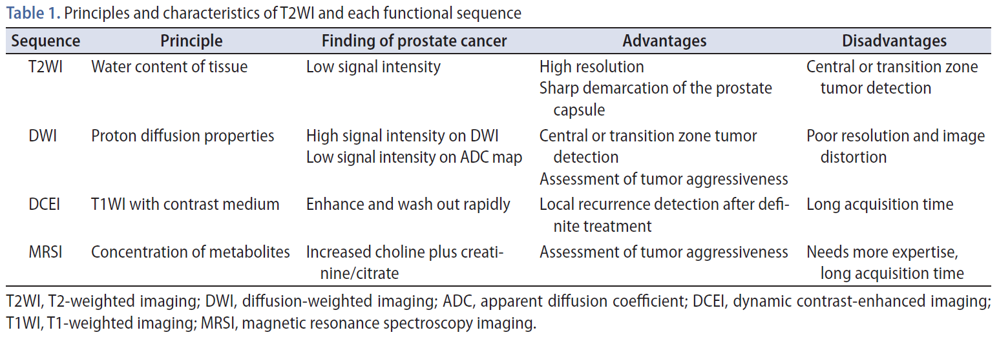 Table 1. Principles and characteristics of T2WI and each functional sequence
Sequence Principle Finding of prostate cancer Advantages Disadvantages
T2WI Water content of tissue Low signal intensity High resolution Central or transition zone
Sharp demarcation of the prostate tumor detection
capsule
DWI Proton diffusion properties High signal intensity on DWI Central or transition zone tumor Poor resolution and image
Low signal intensity on ADC map detection distortion
Assessment of tumor aggressiveness
DCEI T1WI with contrast medium Enhance and wash out rapidly Local recurrence detection after defi- Long acquisition time
nite treatment
MRSI Concentration of metabolites Increased choline plus creati- Assessment of tumor aggressiveness Needs more expertise,
nine/citrate long acquisition time
T2WI, T2-weighted imaging; DWI, diffusion-weighted imaging; ADC, apparent diffusion coefficient; DCEI, dynamic contrast-enhanced imaging;
T1WI, T1-weighted imaging; MRSI, magnetic resonance spectroscopy imaging.